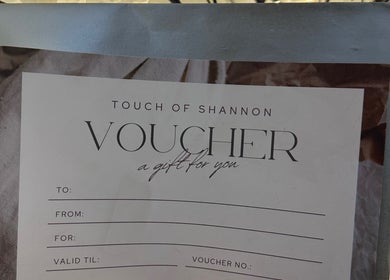 TOUCH OF SHANNON
VOUCHER
a gift for you
TO:
FROM:
FOR:
VALID TIL: VOUCHER NO.: